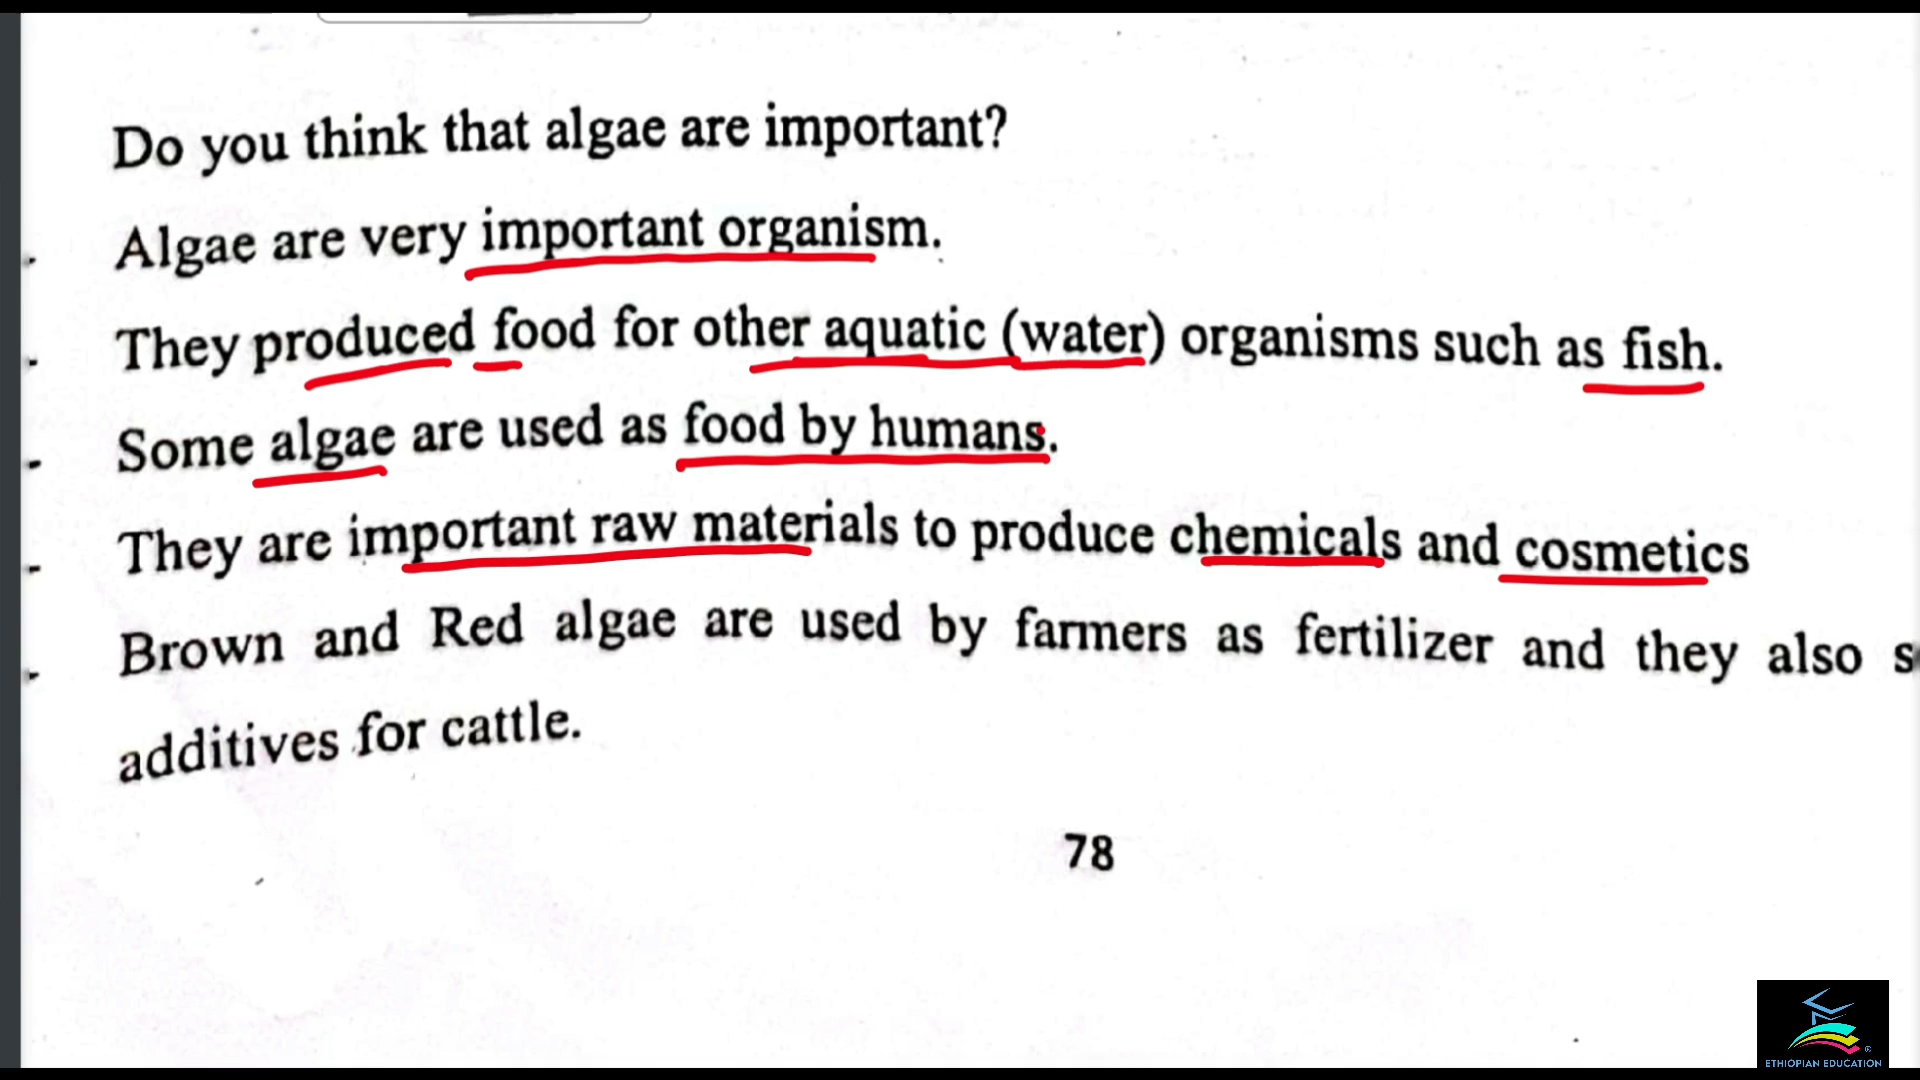 Do you think that algae are important?
- Algae are very important organism.
- They produced food for other aquatic (water) organisms such as fish.
- Some algae are used as food by humans.
- They are important raw materials to produce chemicals and cosmetics
- Brown and Red algae are used by farmers as fertilizer and they also
additives for cattle.
78
ETHIOPIAN EDUCATION